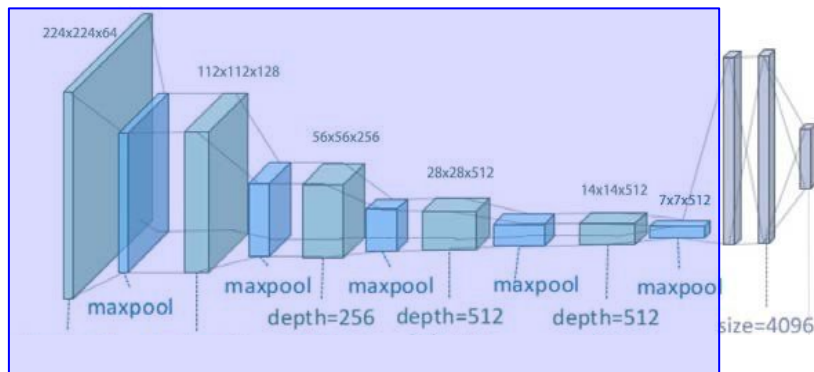 224x224x64
112x112x128
56x56x256
28x28x512
14x14x512
7x7x512
maxpool
maxpool
maxpool
maxpool
maxpool
depth=256
depth=512
depth=512
size=4096